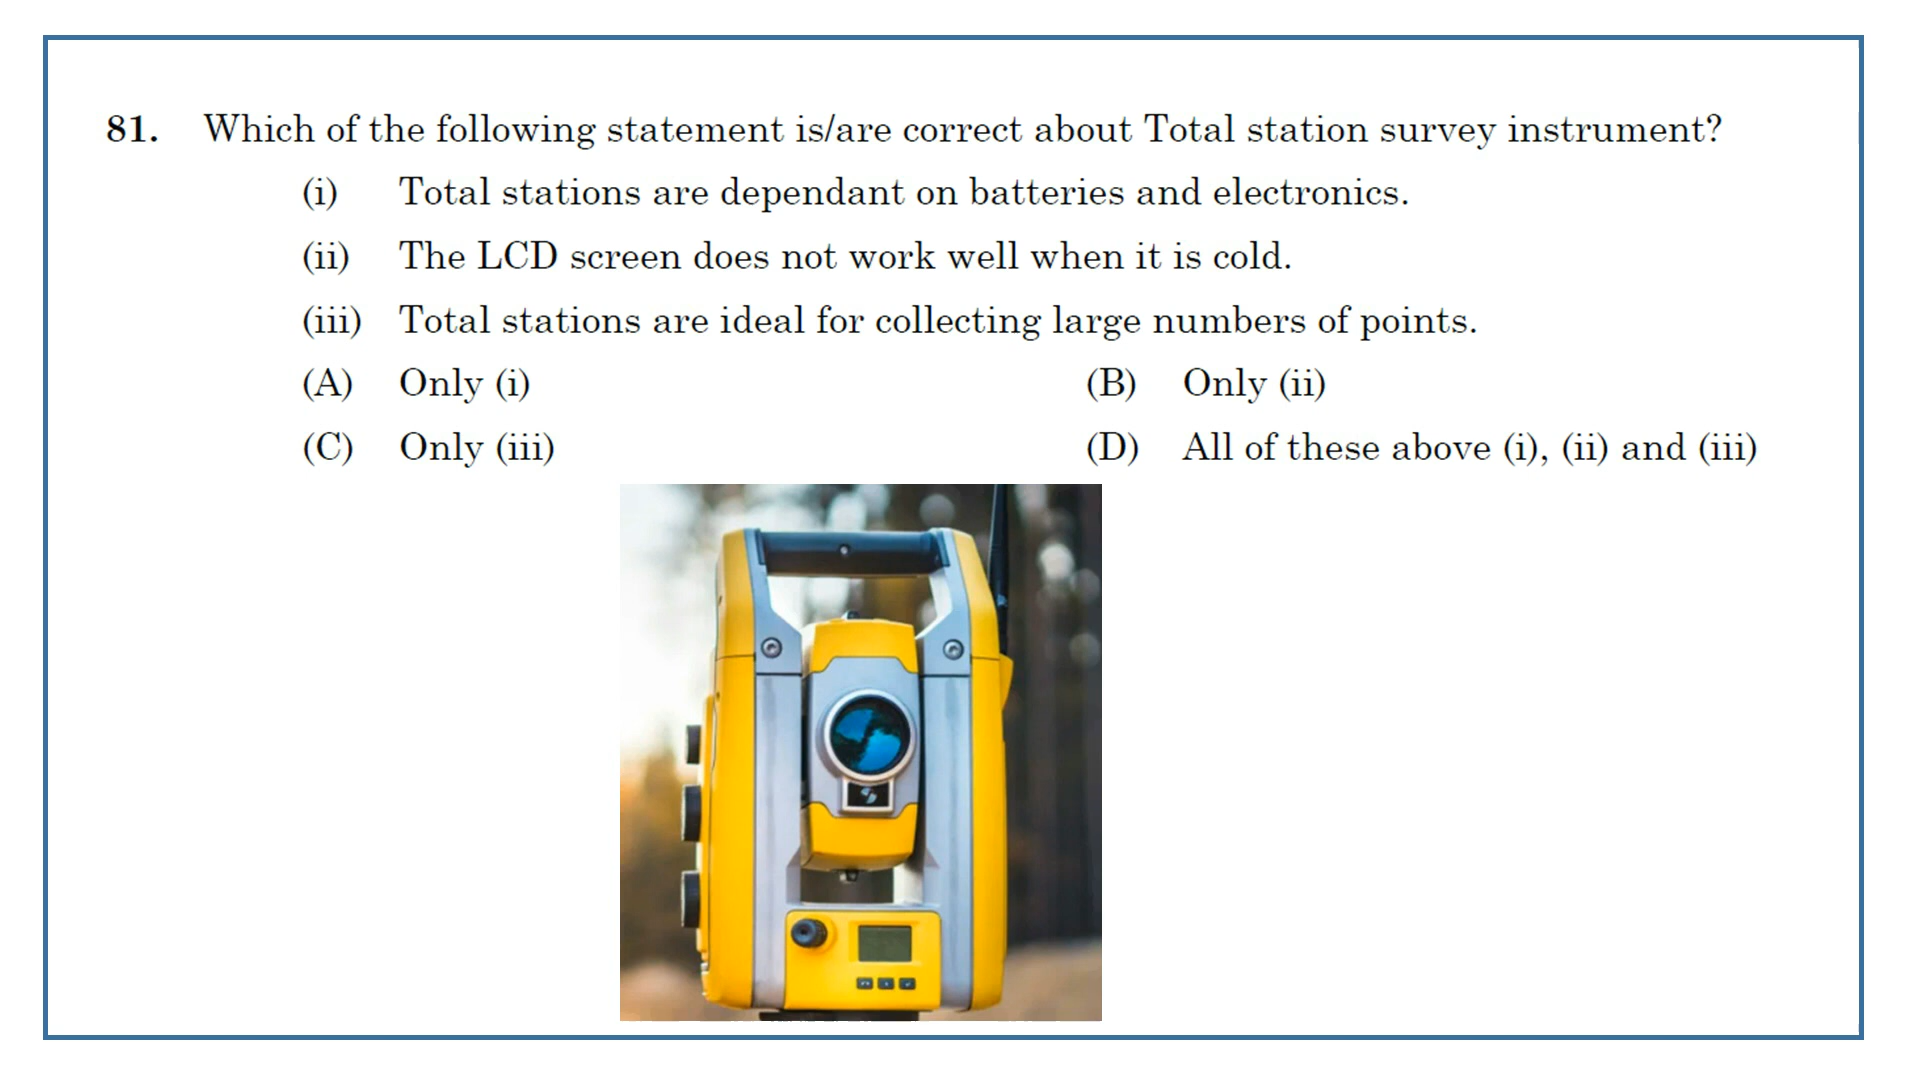 81. Which of the following statement is/are correct about Total station survey instrument?
(i) Total stations are dependant on batteries and electronics.
(ii) The LCD screen does not work well when it is cold.
(iii) Total stations are ideal for collecting large numbers of points.
(A) Only (i) (B) Only (ii)
(C) Only (iii) (D) All of these above (i), (ii) and (iii)